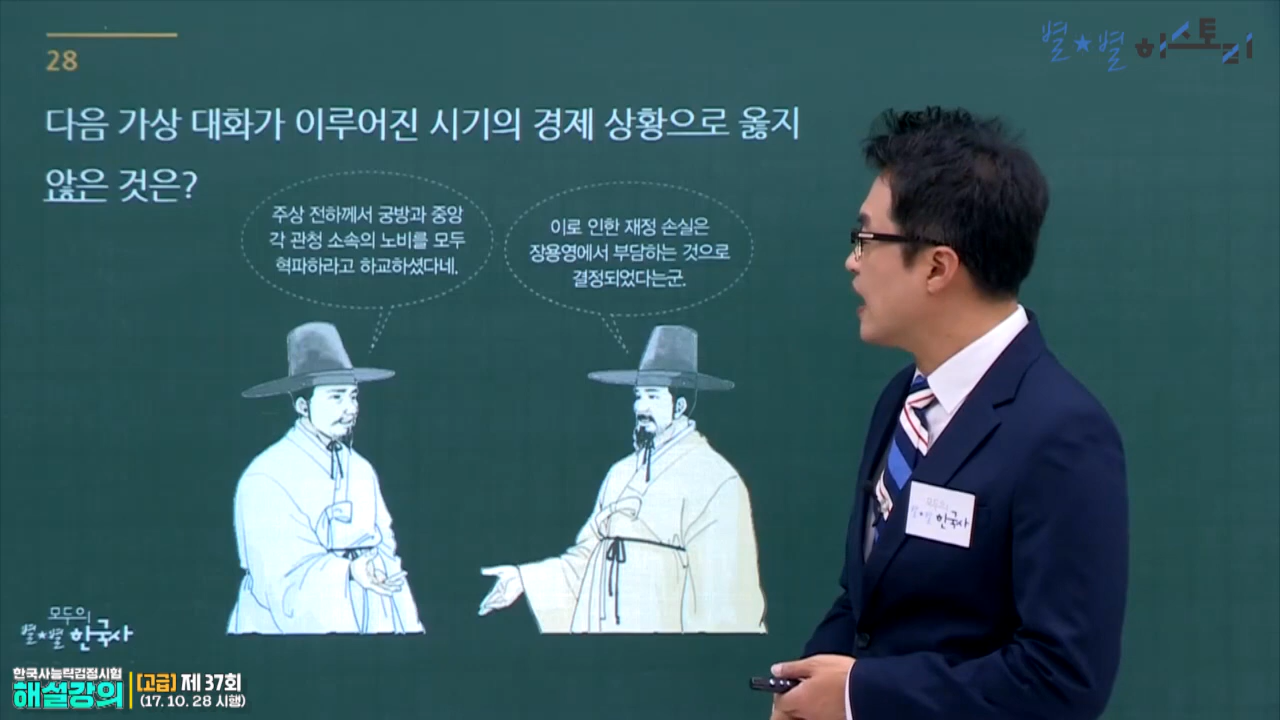 28
별★별 히스토리
다음 가상 대화가 이루어진 시기의 경제 상황으로 옳지
않은 것은?
주상 전하께서 궁방과 중앙
각 관청 소속의 노비를 모두
혁파하라고 하교하셨다네.
이로 인한 재정 손실은
장용영에서 부담하는 것으로
결정되었다는군.
모두의
별★별 한국사
모두의
별★별 한국사
한국사능력검정시험
해설강의
[고급] 제 37회
(17. 10. 28 시행)